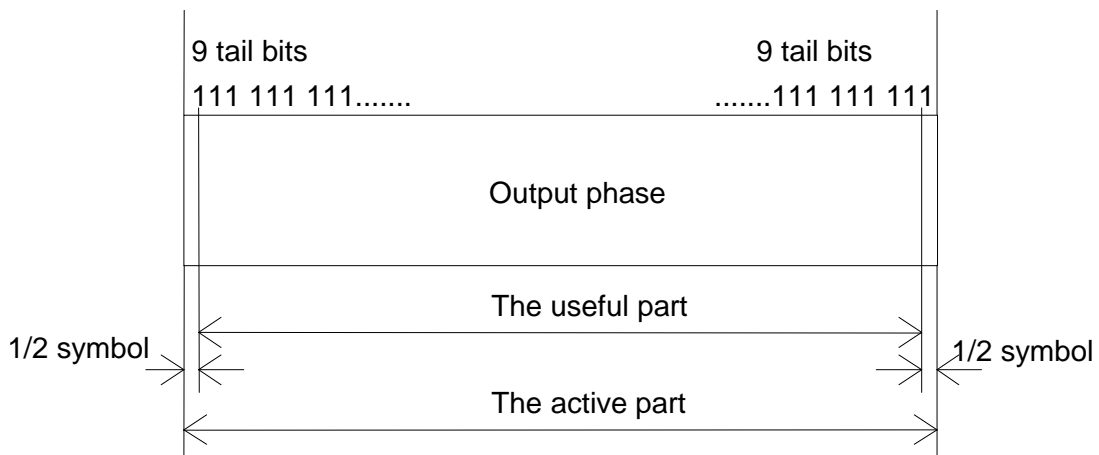 9 tail bits 9 tail bits
111 111 111....... .......111 111 111
Output phase
The useful part
1/2 symbol 1/2 symbol
The active part